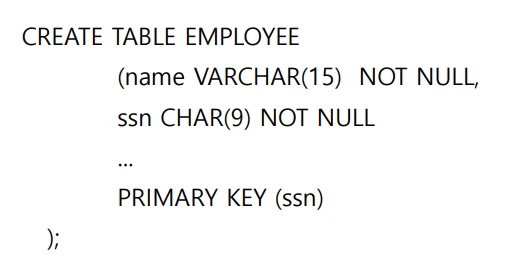 CREATE TABLE EMPLOYEE
(name VARCHAR(15) NOT NULL,
ssn CHAR(9) NOT NULL
...
PRIMARY KEY (ssn)
);